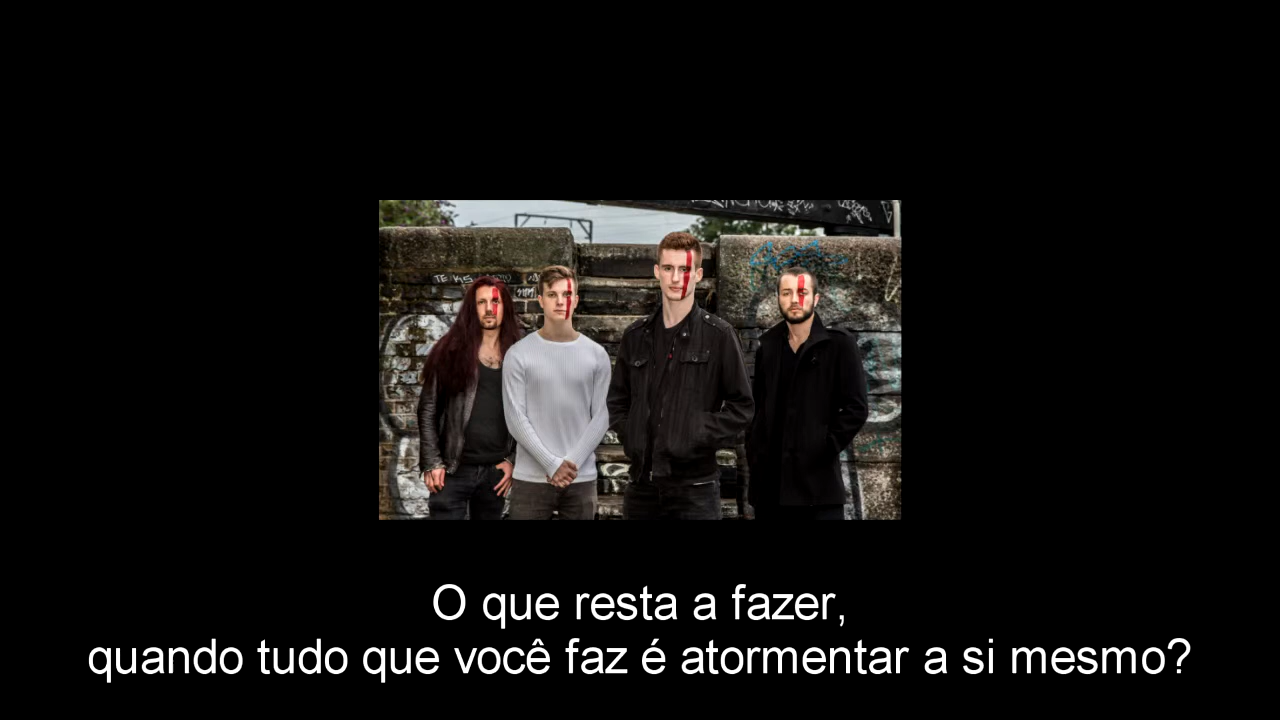 O que resta a fazer,
quando tudo que você faz é atormentar a si mesmo?